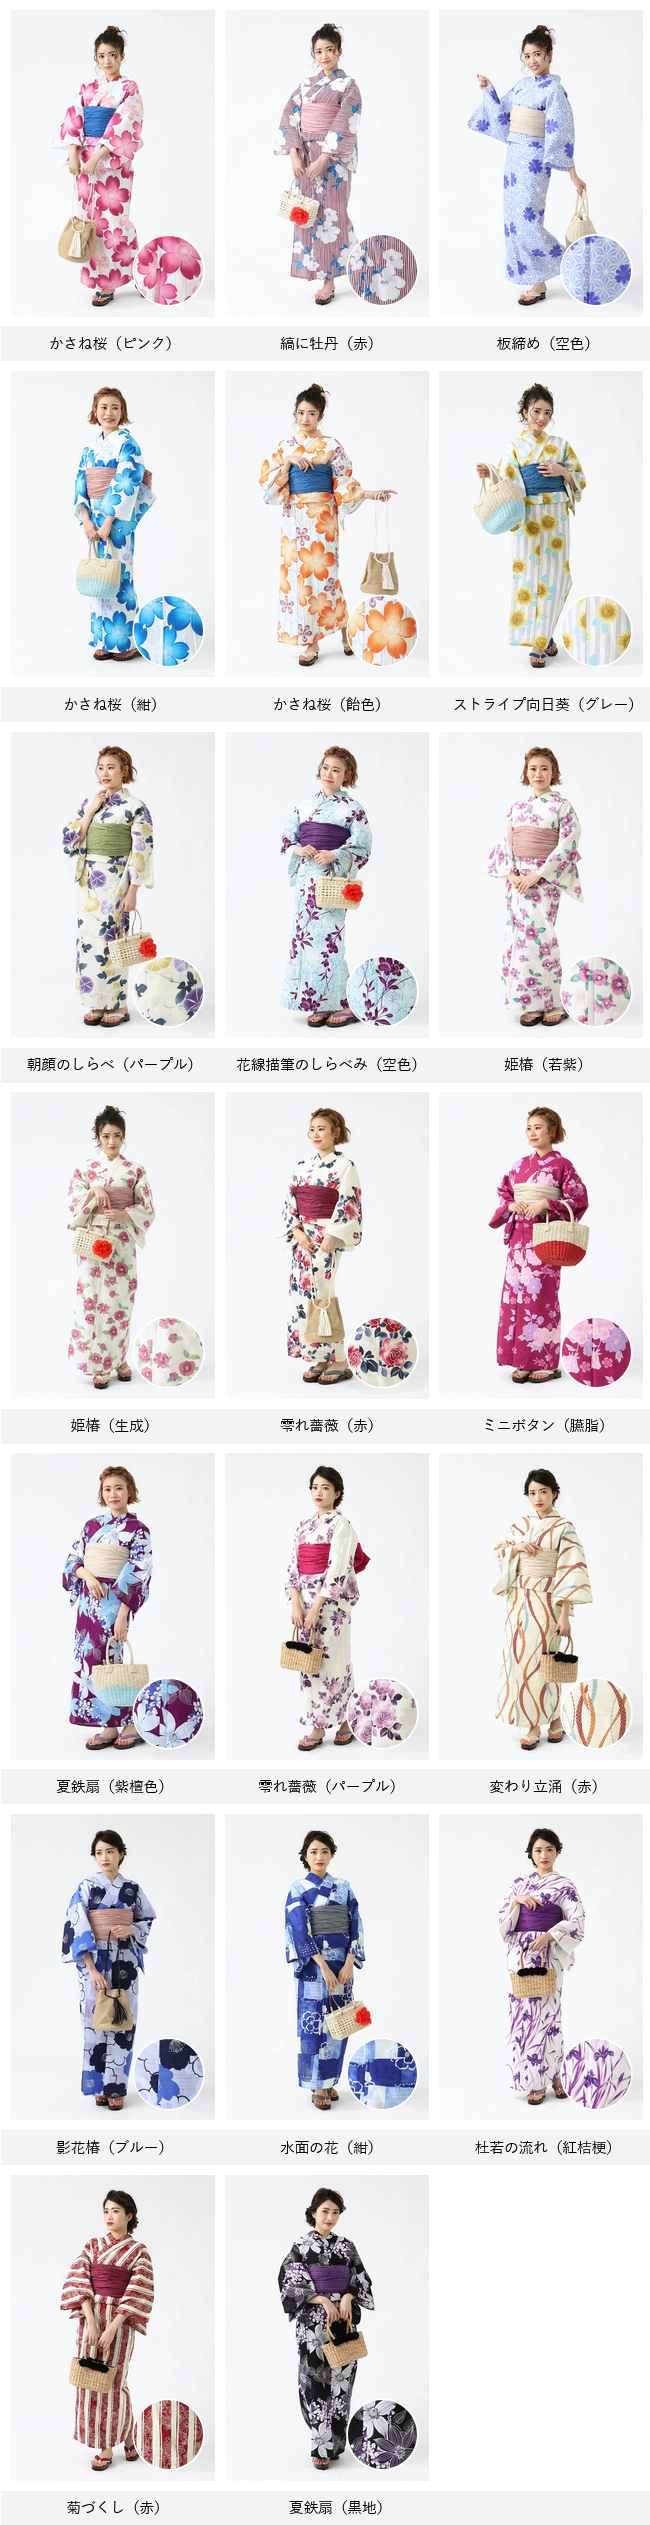 かさね桜（ピンク）
縞に牡丹（赤）
板締め（空色）
かさね桜（紺）
かさね桜（飴色）
ストライプ向日葵（グレー）
朝顔のしらべ（パープル）
花線描筆のしらべみ（空色）
姫椿（若紫）
姫椿（生成）
零れ薔薇（赤）
ミニボタン（臙脂）
夏鉄扇（紫檀色）
零れ薔薇（パープル）
変わり立涌（赤）
影花椿（ブルー）
水面の花（紺）
杜若の流れ（紅桔梗）
菊づくし（赤）
夏鉄扇（黒地）